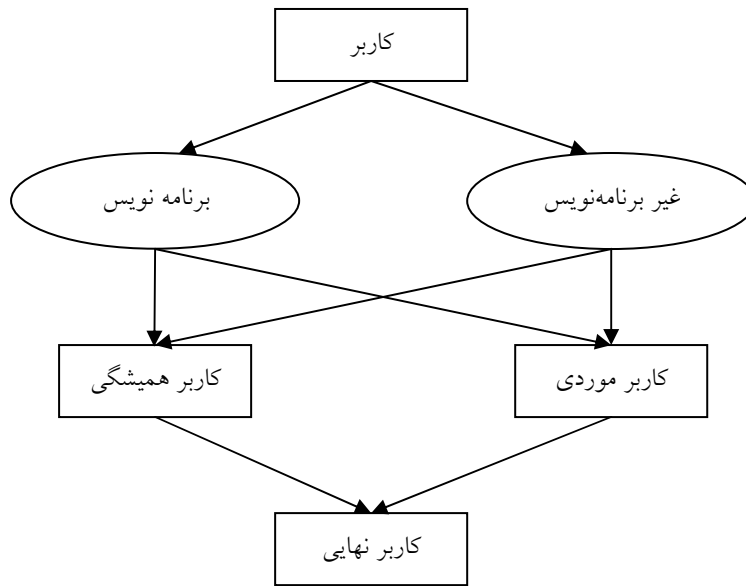 کاربر
غیر برنامه‌نویس
برنامه نویس
کاربر موردی
کاربر همیشگی
کاربر نهایی